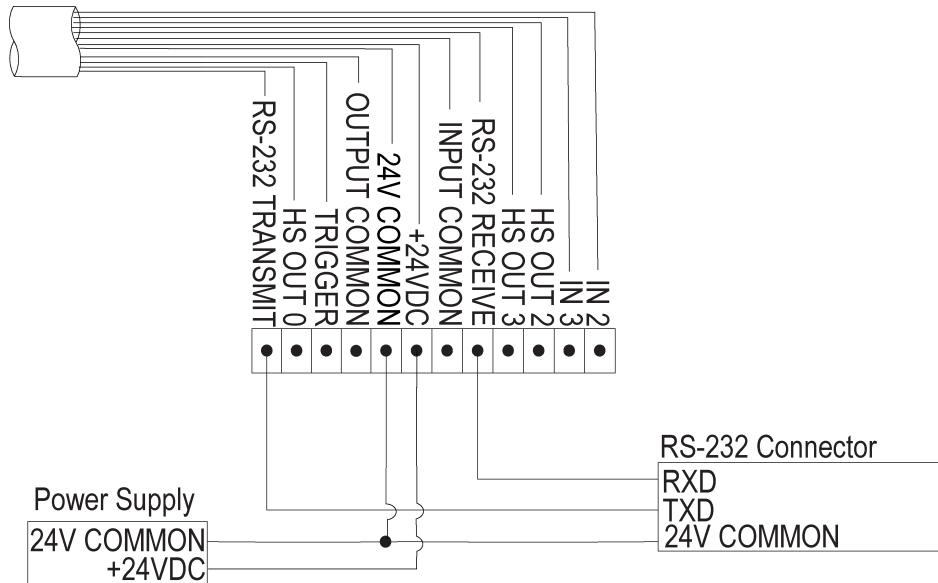 RS-232 TRANSMIT
HS OUT 0
TRIGGER
OUTPUT COMMON
24V COMMON
+24VDC
INPUT COMMON
RS-232 RECEIVE
HS OUT 3
HS OUT 2
IN 3
IN 2
RS-232 Connector
RXD
TXD
24V COMMON
Power Supply
24V COMMON
+24VDC